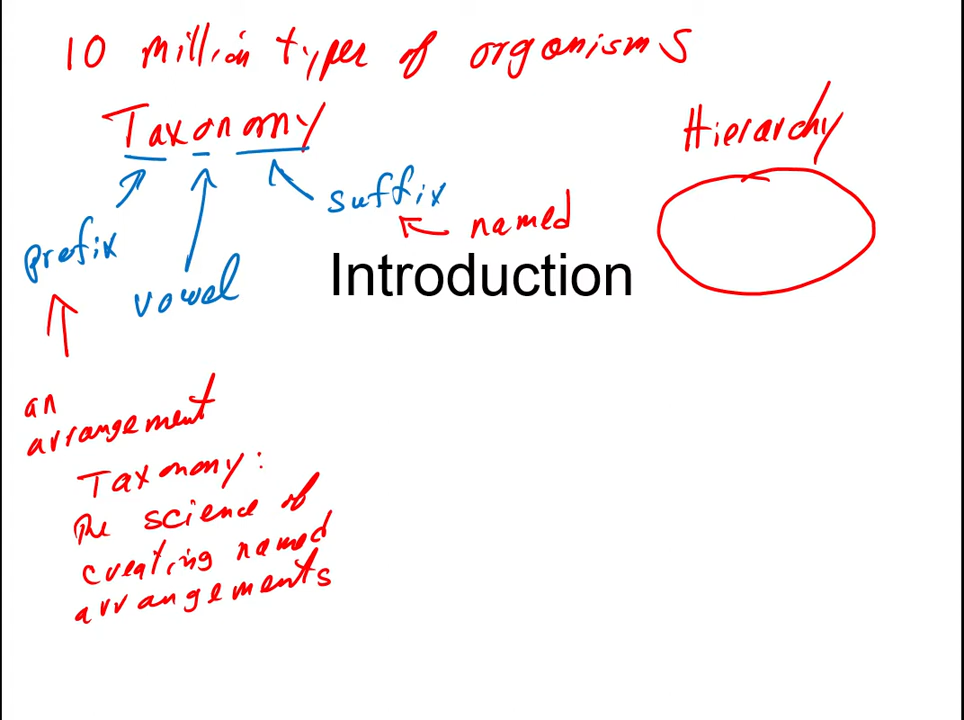 10 million types of organisms
Taxonomy
Hierarchy
suffix
named
prefix
vowel
Introduction
an
arrangement
Taxonomy:
The science of
creating named
arrangements